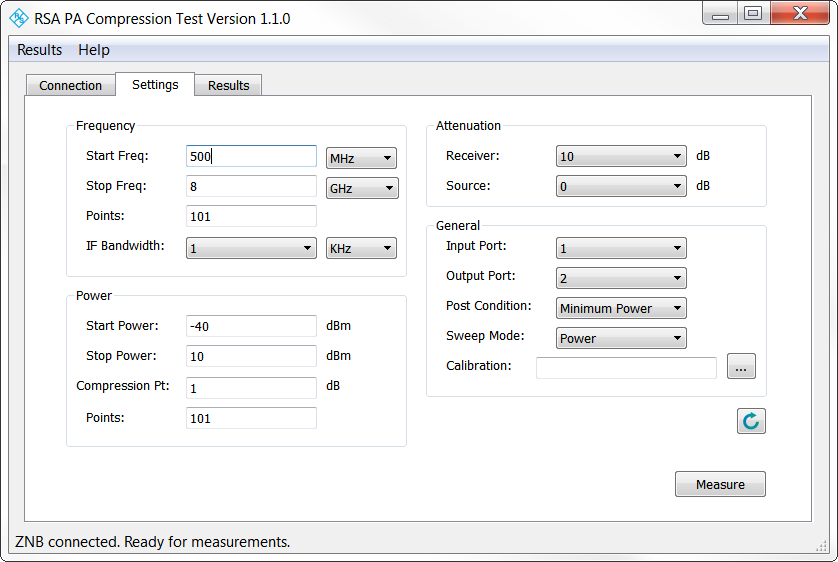 RSA PA Compression Test Version 1.1.0
Results Help
Connection Settings Results
Frequency
Start Freq: 500 MHz
Stop Freq: 8 GHz
Points: 101
IF Bandwidth: 1 KHz
Power
Start Power: -40 dBm
Stop Power: 10 dBm
Compression Pt: 1 dB
Points: 101
Attenuation
Receiver: 10 dB
Source: 0 dB
General
Input Port: 1
Output Port: 2
Post Condition: Minimum Power
Sweep Mode: Power
Calibration: ...
Measure
ZNB connected. Ready for measurements.